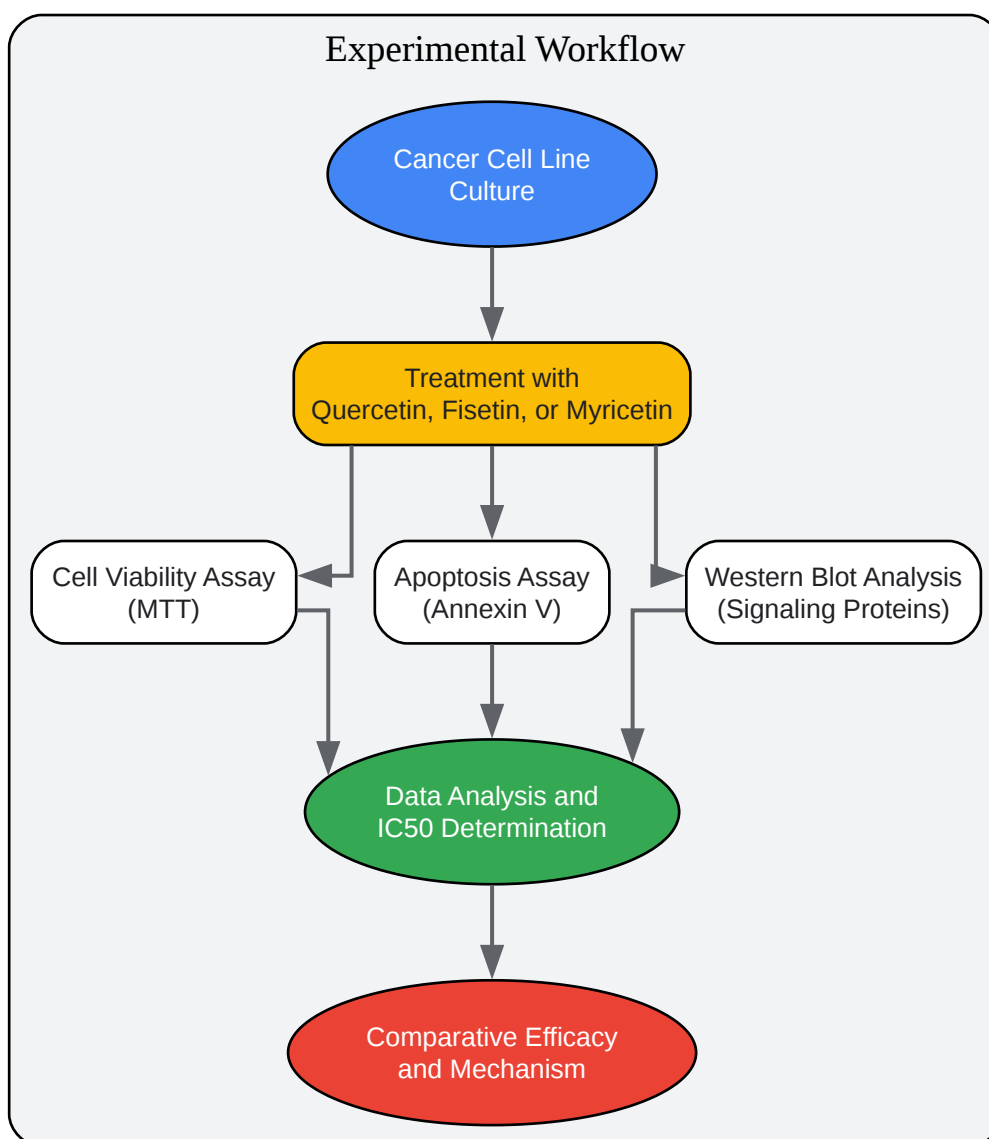 Experimental Workflow
Cancer Cell Line
Culture
Treatment with
Quercetin, Fisetin, or Myricetin
Cell Viability Assay
(MTT)
Apoptosis Assay
(Annexin V)
Western Blot Analysis
(Signaling Proteins)
Data Analysis and
IC50 Determination
Comparative Efficacy
and Mechanism